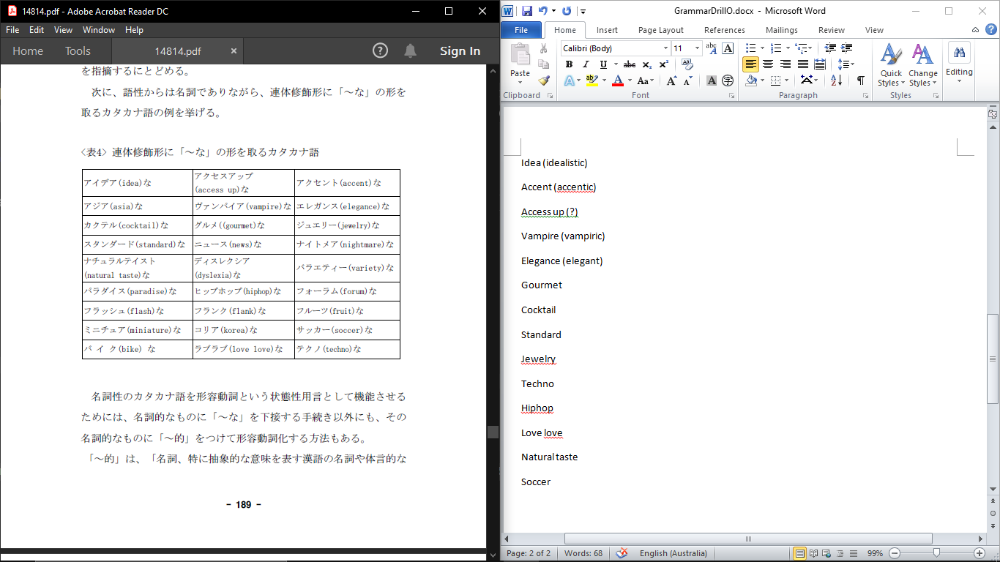 14814.pdf - Adobe Acrobat Reader DC
File Edit View Window Help
Home Tools 14814.pdf × ? Sign In
を指摘するにとどめる。
次に、語性からは名詞でありながら、連体修飾形に「～な」の形を
取るカタカナ語の例を挙げる。
<表4> 連体修飾形に「～な」の形を取るカタカナ語
アイデア(idea)な
アクセスアップ
(access up)な
アクセント(accent)な
アジア(asia)な ヴァンパイア(vampire)な エレガンス(elegance)な
カクテル(cocktail)な グルメ((gourmet)な ジュエリー(jewelry)な
スタンダード(standard)な ニュース(news)な ナイトメア(nightmare)な
ナチュラルテイスト
(natural taste)な
ディスレクシア
(dyslexia)な
バラエティー(variety)な
パラダイス(paradise)な ヒップホップ(hiphop)な フォーラム(forum)な
フラッシュ(flash)な フランク(flank)な フルーツ(fruit)な
ミニチュア(miniature)な コリア(korea)な サッカー(soccer)な
バ イ ク(bike) な ラブラブ(love love)な テクノ(techno)な
名詞性のカタカナ語を形容動詞という状態性用言として機能させる
ためには、名詞的なものに「～な」を下接する手続き以外にも、その
名詞的なものに「～的」をつけて形容動詞化する方法もある。
「～的」は、「名詞、特に抽象的な意味を表す漢語の名詞や体言的な
- 189 -
GrammarDrillO.docx - Microsoft Word
File Home Insert Page Layout References Mailings Review View
Paste
Calibri (Body) 11
B I U abc x₂ x²
Aa
Quick Styles Change Styles Editing
Clipboard Font Paragraph Styles
Idea (idealistic)
Accent (accentic)
Access up (?)
Vampire (vampiric)
Elegance (elegant)
Gourmet
Cocktail
Standard
Jewelry
Techno
Hiphop
Love love
Natural taste
Soccer
Page: 2 of 2 Words: 68 English (Australia) 99%